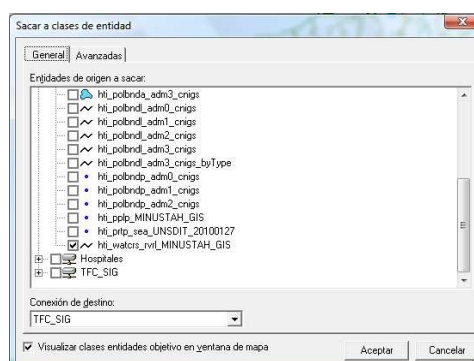 Sacar a clases de entidad
General Avanzadas
Entidades de origen a sacar:
hti_polbnda_adm3_cnigs
hti_polbndl_adm0_cnigs
hti_polbndl_adm1_cnigs
hti_polbndl_adm2_cnigs
hti_polbndl_adm3_cnigs
hti_polbndl_adm3_cnigs_byType
hti_polbndp_adm0_cnigs
hti_polbndp_adm1_cnigs
hti_polbndp_adm2_cnigs
hti_pplp_MINUSTAH_GIS
hti_prtp_sea_UNSDIT_20100127
hti_watcrs_rvrl_MINUSTAH_GIS
Hospitales
TFC_SIG
Conexión de destino:
TFC_SIG
Visualizar clases entidades objetivo en ventana de mapa
Aceptar Cancelar